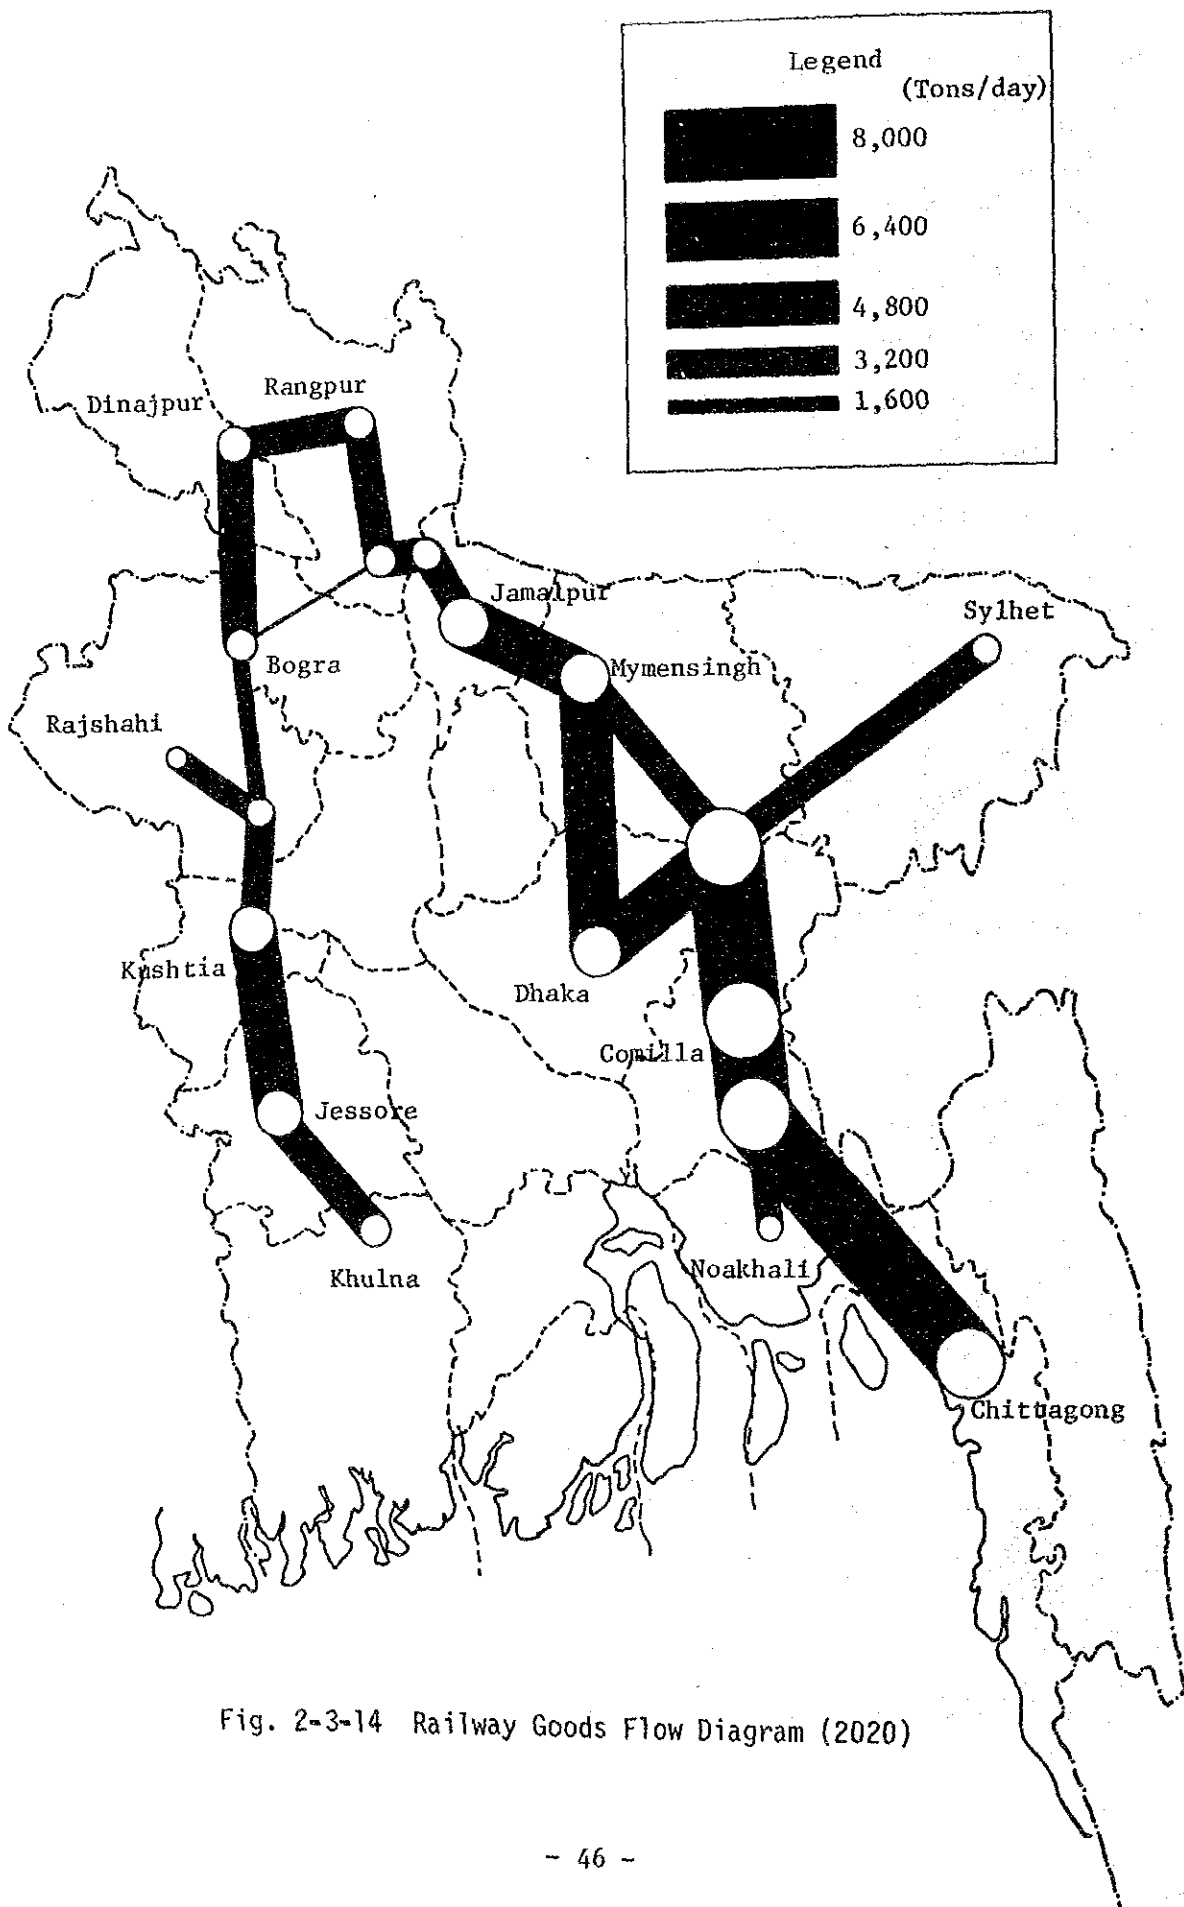 Legend
(Tons/day)
8,000
6,400
4,800
3,200
1,600
Rangpur
Dinajpur
Jamalpur
Sylhet
Bogra
Mymensingh
Rajshahi
Kushtia
Dhaka
Comilla
Jessore
Noakhali
Khulna
Chittagong
Fig. 2-3-14 Railway Goods Flow Diagram (2020)
- 46 -